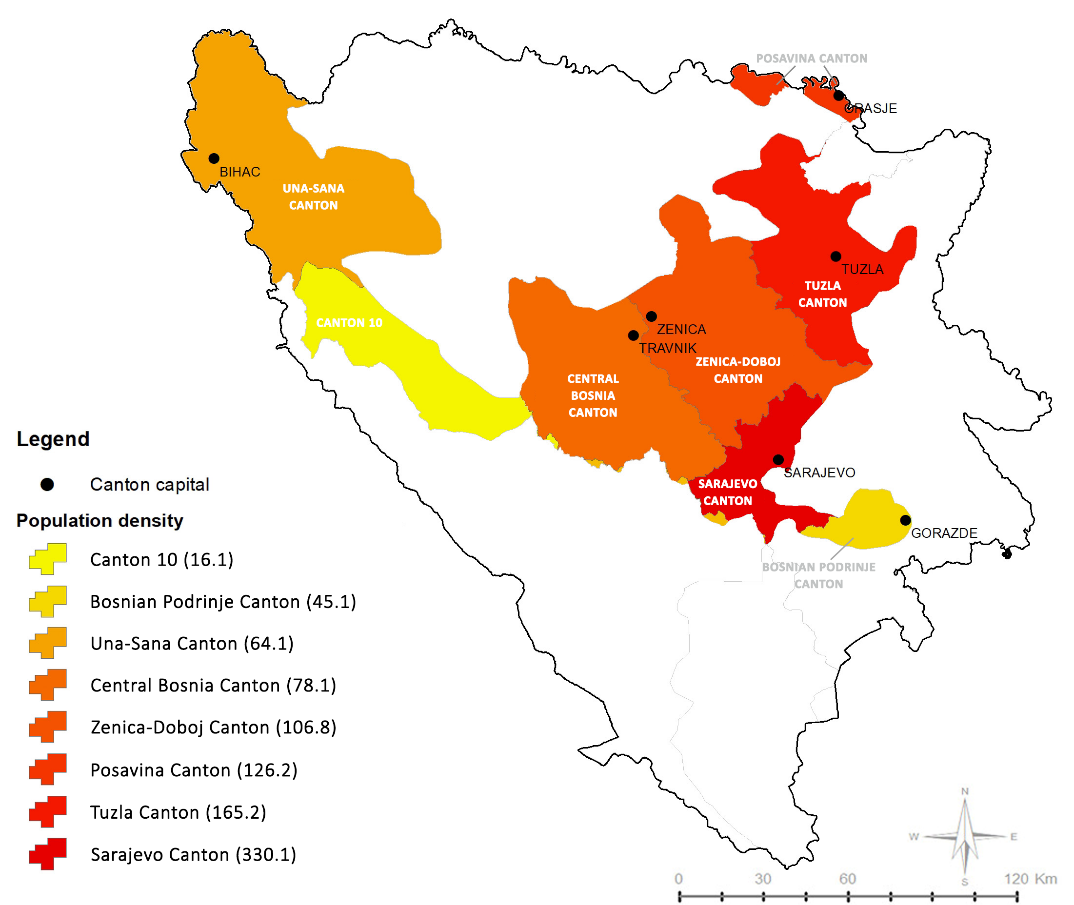 POSAVINA CANTON
ORASJE
BIHAC
UNA-SANA
CANTON
TUZLA
TUZLA
CANTON
CANTON 10
ZENICA
TRAVNIK
ZENICA-DOBOJ
CANTON
CENTRAL
BOSNIA
CANTON
SARAJEVO
SARAJEVO
CANTON
GORAZDE
BOSNIAN PODRINJE
CANTON
Legend
Canton capital
Population density
Canton 10 (16.1)
Bosnian Podrinje Canton (45.1)
Una-Sana Canton (64.1)
Central Bosnia Canton (78.1)
Zenica-Doboj Canton (106.8)
Posavina Canton (126.2)
Tuzla Canton (165.2)
Sarajevo Canton (330.1)
N
W E
S
0 30 60 120 Km